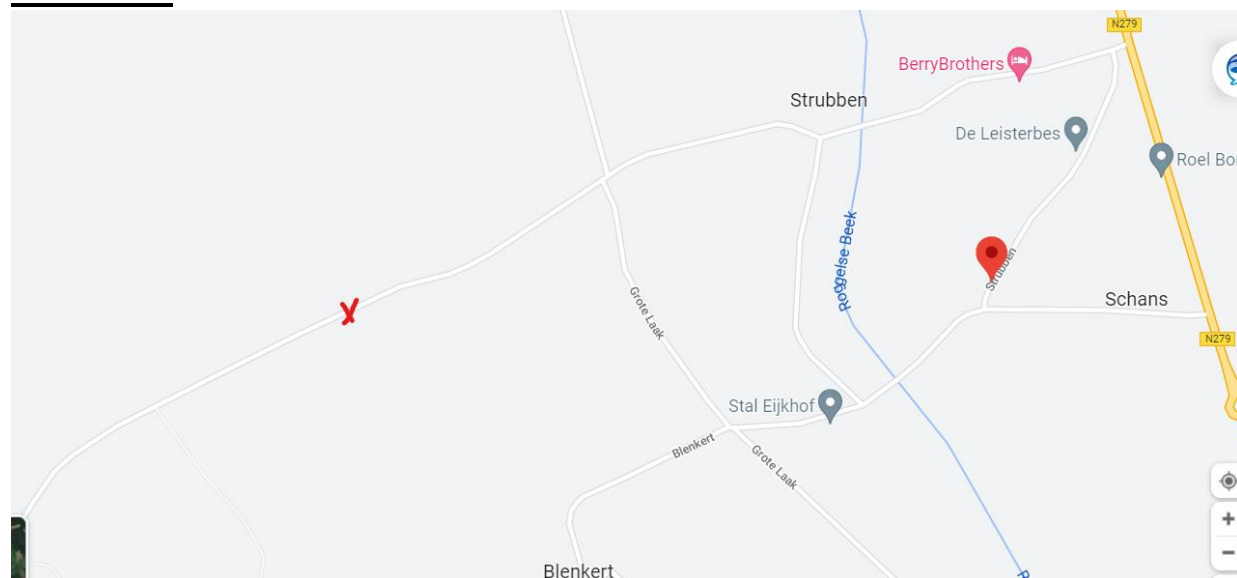 N279
BerryBrothers
Strubben
De Leisterbes
Roel Bo
Roggelse Beek
Strubben
Grote Laak
Schans
N279
Stal Eijkhof
Blenkert
Grote Laak
Blenkert
R